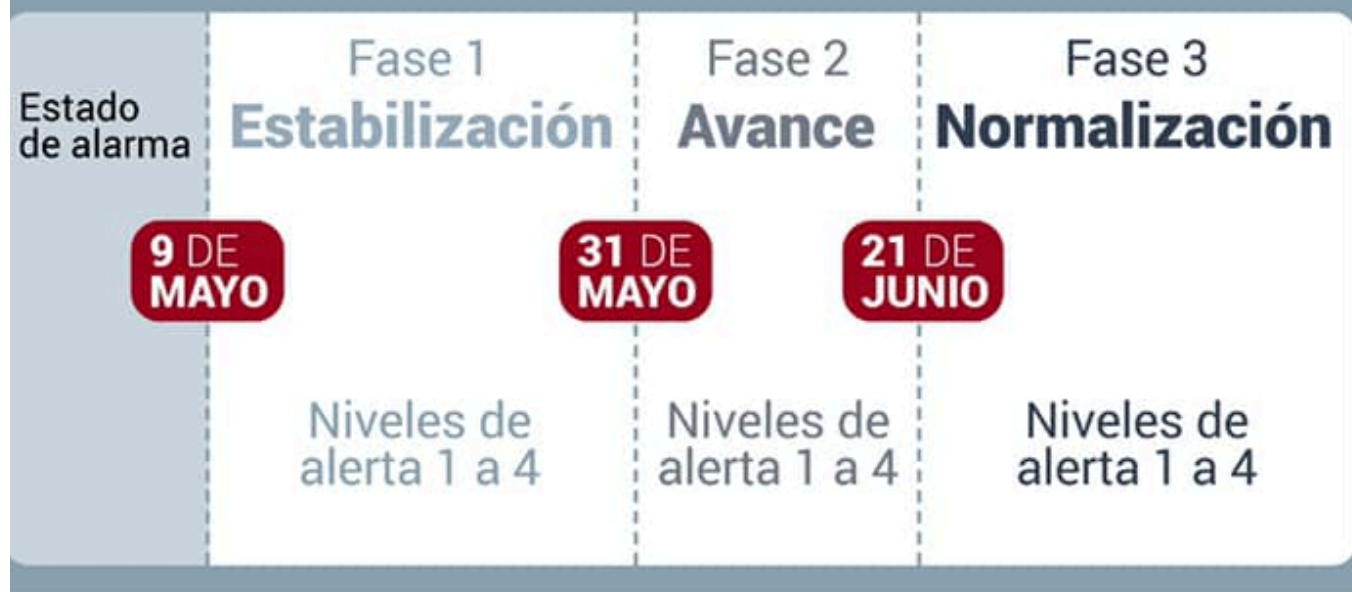 Estado
de alarma
Fase 1
Estabilización
Fase 2
Avance
Fase 3
Normalización
9 DE
MAYO
31 DE
MAYO
21 DE
JUNIO
Niveles de
alerta 1 a 4
Niveles de
alerta 1 a 4
Niveles de
alerta 1 a 4